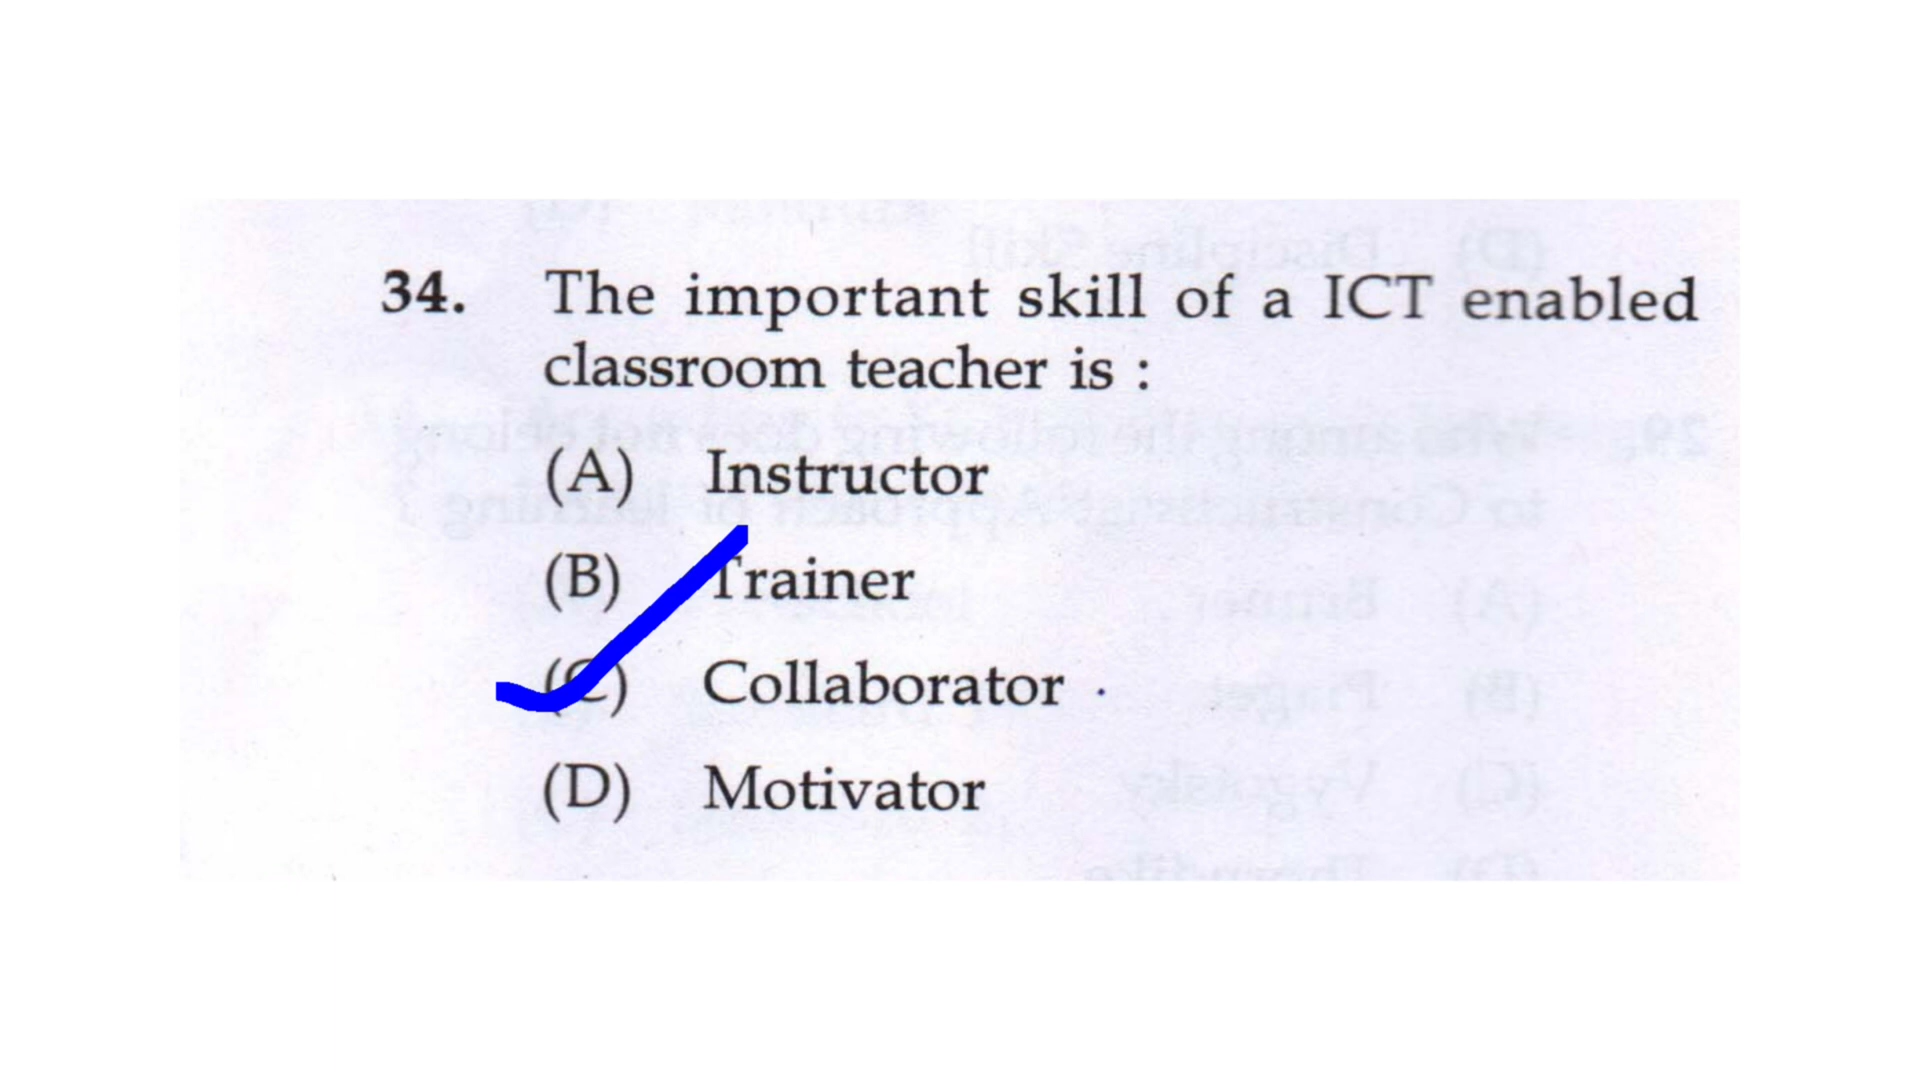 34. The important skill of a ICT enabled
classroom teacher is :
(A) Instructor
(B) Trainer
(C) Collaborator
(D) Motivator